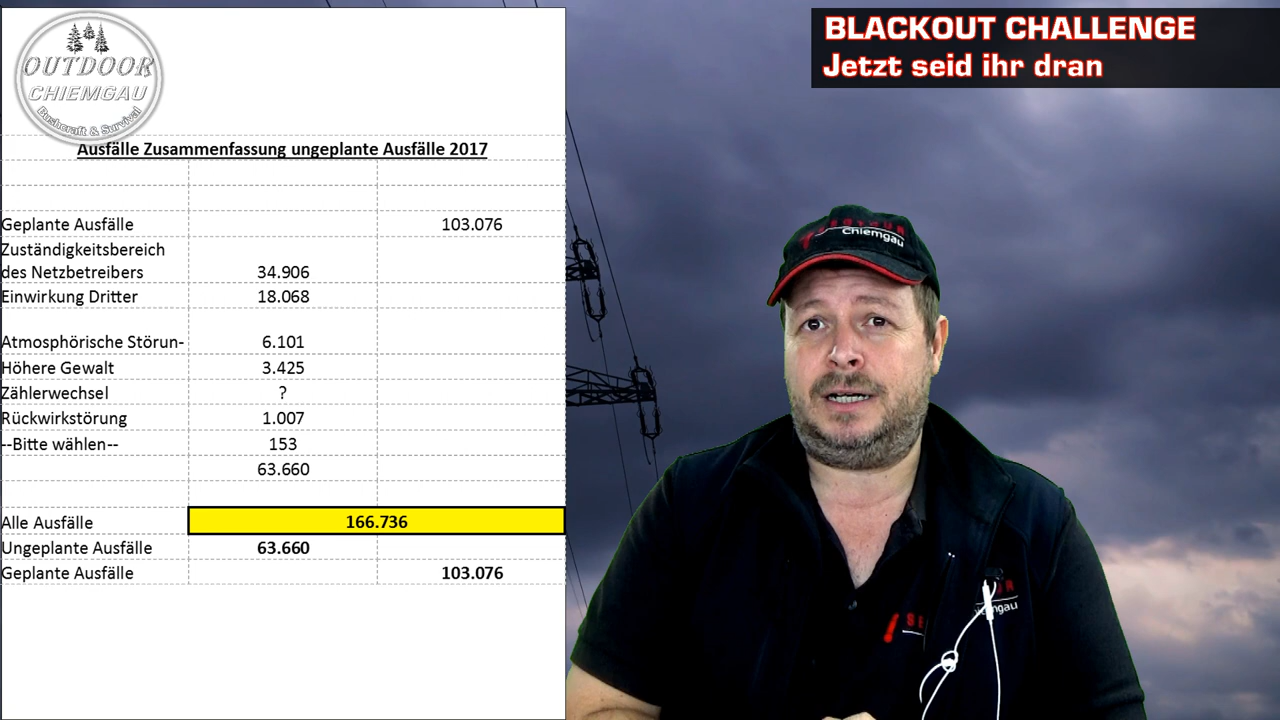 OUTDOOR
CHIEMGAU
Bushcraft & Survival
BLACKOUT CHALLENGE
Jetzt seid ihr dran
Ausfälle Zusammenfassung ungeplante Ausfälle 2017
Geplante Ausfälle 103.076
Zuständigkeitsbereich
des Netzbetreibers 34.906
Einwirkung Dritter 18.068
Atmosphörische Störun- 6.101
Höhere Gewalt 3.425
Zählerwechsel ?
Rückwirkstörung 1.007
--Bitte wählen-- 153
63.660
Alle Ausfälle 166.736
Ungeplante Ausfälle 63.660
Geplante Ausfälle 103.076
Chiemgau